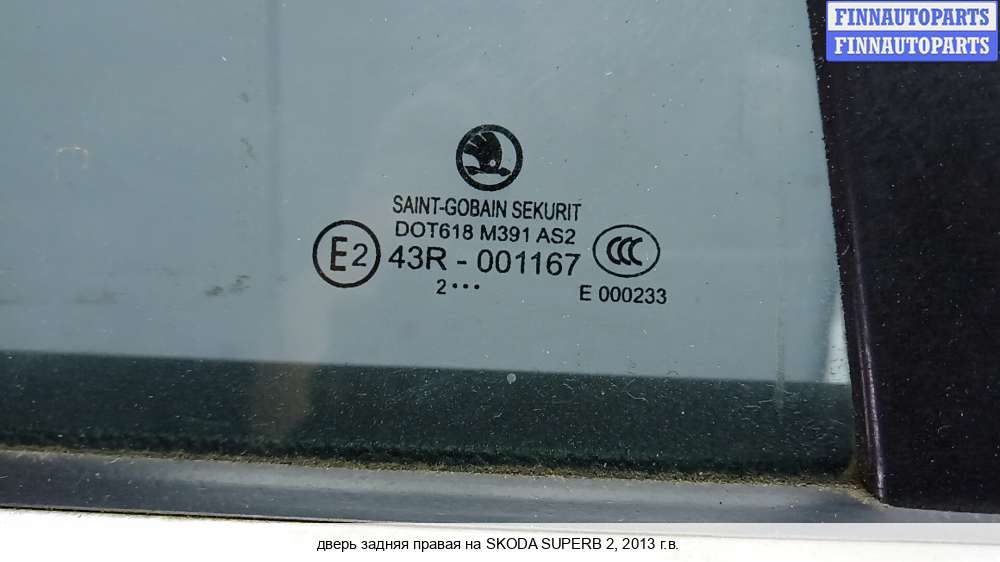 FINNAUTOPARTS
FINNAUTOPARTS
SAINT-GOBAIN SEKURIT
DOT618 M391 AS2
E2 43R - 001167 CCC
2••• E 000233
дверь задняя правая на SKODA SUPERB 2, 2013 г.в.